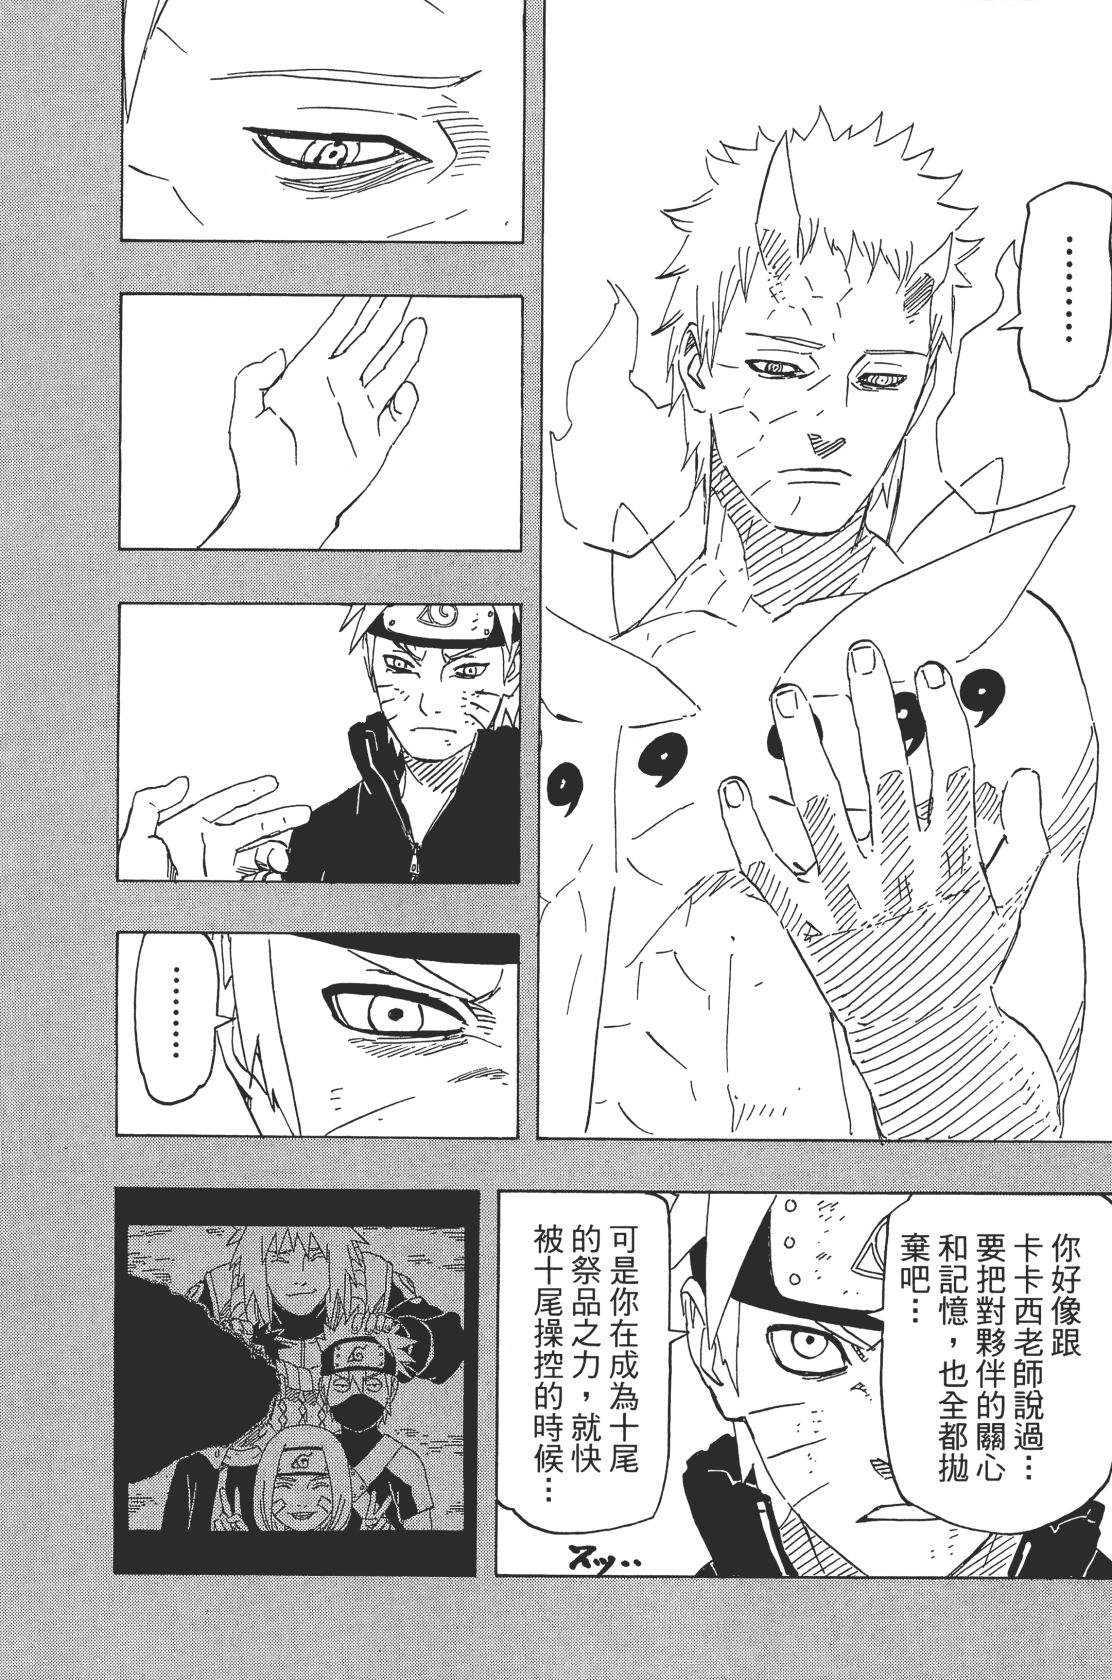 ………
………
你好像跟
卡卡西老師說過…
要把對夥伴的關心
和記憶，也全都拋
棄吧…
可是你在成為十尾
的祭品之力，就快
被十尾操控的時候…
スッ‥